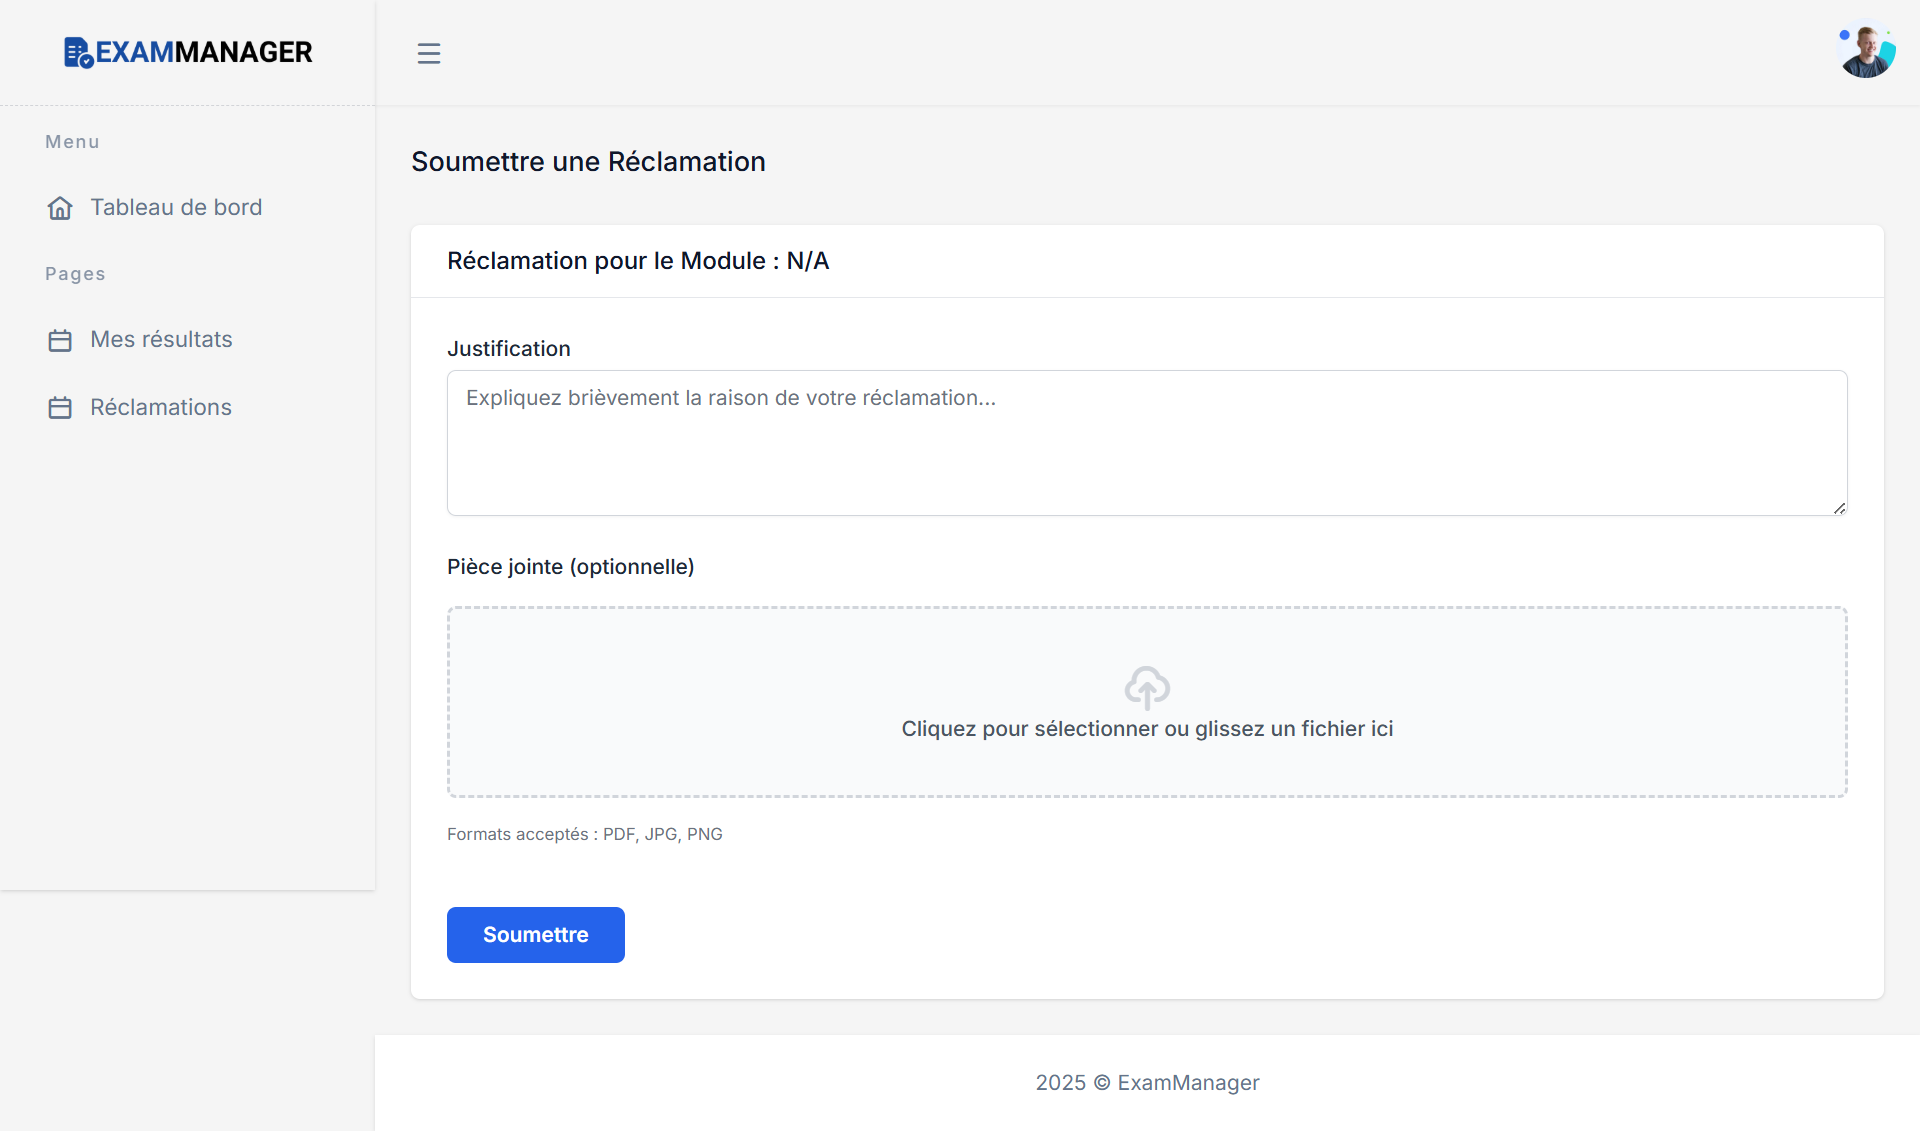 EXAMMANAGER
Menu
Tableau de bord
Pages
Mes résultats
Réclamations
Soumettre une Réclamation
Réclamation pour le Module : N/A
Justification
Expliquez brièvement la raison de votre réclamation...
Pièce jointe (optionnelle)
Cliquez pour sélectionner ou glissez un fichier ici
Formats acceptés : PDF, JPG, PNG
Soumettre
2025 © ExamManager